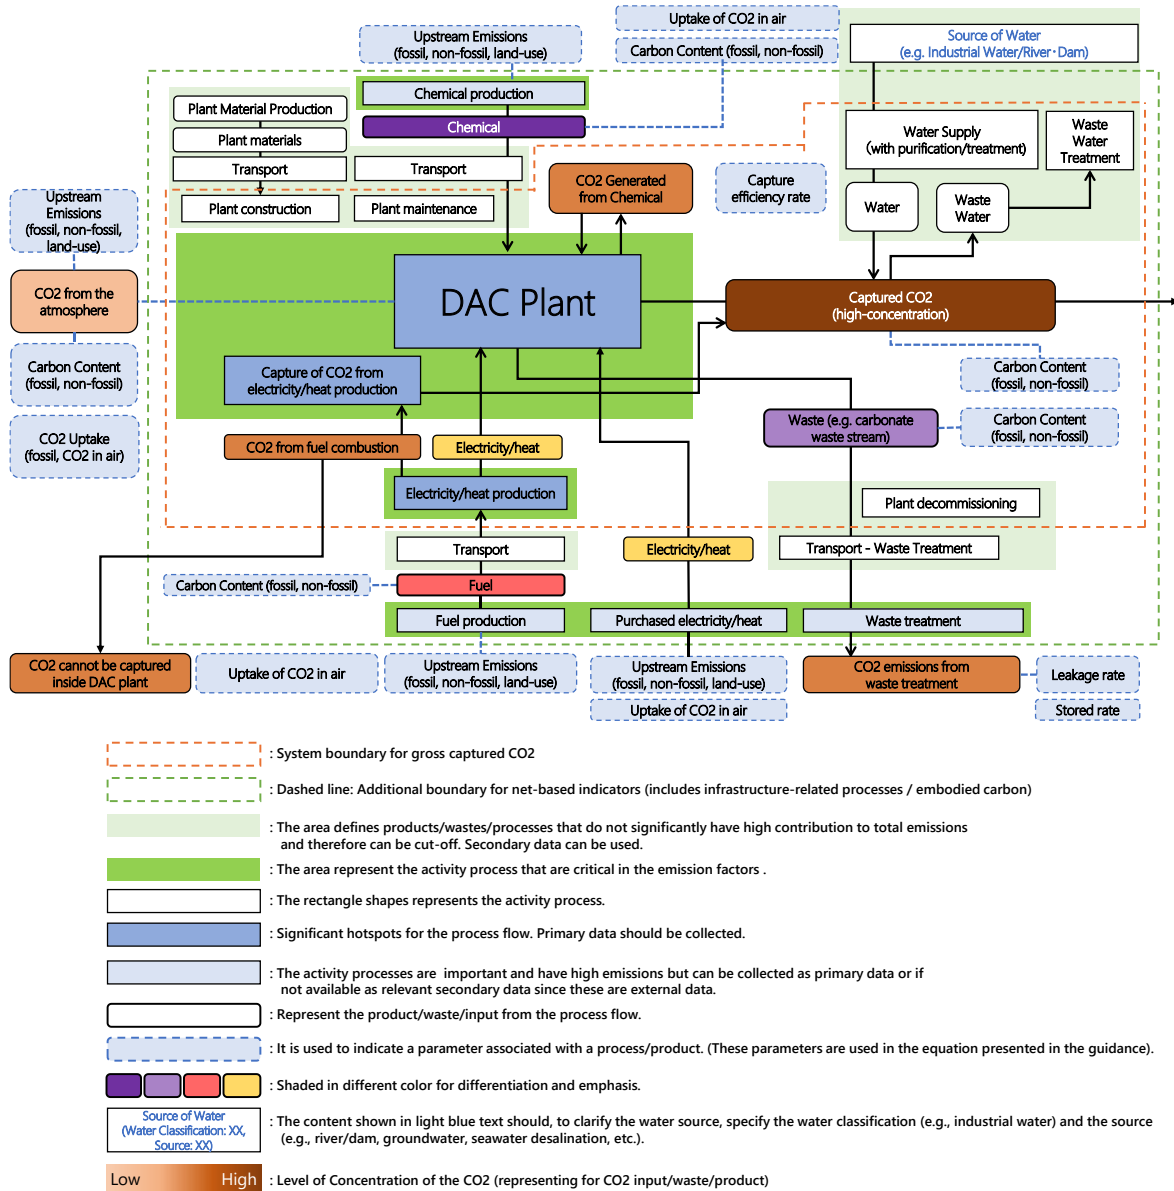 Uptake of CO2 in air
Upstream Emissions
(fossil, non-fossil, land-use)
Carbon Content (fossil, non-fossil)
Source of Water
(e.g. Industrial Water/River・Dam)
Chemical production
Plant Material Production
Chemical
Plant materials
Water Supply
(with purification/treatment)
Waste
Water
Treatment
Transport
Transport
CO2 Generated
from Chemical
Capture
efficiency rate
Plant construction
Plant maintenance
Water
Waste
Water
Upstream
Emissions
(fossil, non-fossil,
land-use)
CO2 from the
atmosphere
DAC Plant
Captured CO2
(high-concentration)
Carbon Content
(fossil, non-fossil)
Capture of CO2 from
electricity/heat production
Carbon Content
(fossil, non-fossil)
CO2 Uptake
(fossil, CO2 in air)
CO2 from fuel combustion
Electricity/heat
Waste (e.g. carbonate
waste stream)
Carbon Content
(fossil, non-fossil)
Electricity/heat production
Plant decommissioning
Transport
Electricity/heat
Transport - Waste Treatment
Carbon Content (fossil, non-fossil)
Fuel
Fuel production
Purchased electricity/heat
Waste treatment
CO2 cannot be captured
inside DAC plant
Uptake of CO2 in air
Upstream Emissions
(fossil, non-fossil, land-use)
Upstream Emissions
(fossil, non-fossil, land-use)
CO2 emissions from
waste treatment
Leakage rate
Uptake of CO2 in air
Stored rate
: System boundary for gross captured CO2
: Dashed line: Additional boundary for net-based indicators (includes infrastructure-related processes / embodied carbon)
: The area defines products/wastes/processes that do not significantly have high contribution to total emissions
and therefore can be cut-off. Secondary data can be used.
: The area represent the activity process that are critical in the emission factors .
: The rectangle shapes represents the activity process.
: Significant hotspots for the process flow. Primary data should be collected.
: The activity processes are important and have high emissions but can be collected as primary data or if
not available as relevant secondary data since these are external data.
: Represent the product/waste/input from the process flow.
: It is used to indicate a parameter associated with a process/product. (These parameters are used in the equation presented in the guidance).
: Shaded in different color for differentiation and emphasis.
Source of Water
(Water Classification: XX,
Source: XX)
: The content shown in light blue text should, to clarify the water source, specify the water classification (e.g., industrial water) and the source
(e.g., river/dam, groundwater, seawater desalination, etc.).
Low
High
: Level of Concentration of the CO2 (representing for CO2 input/waste/product)